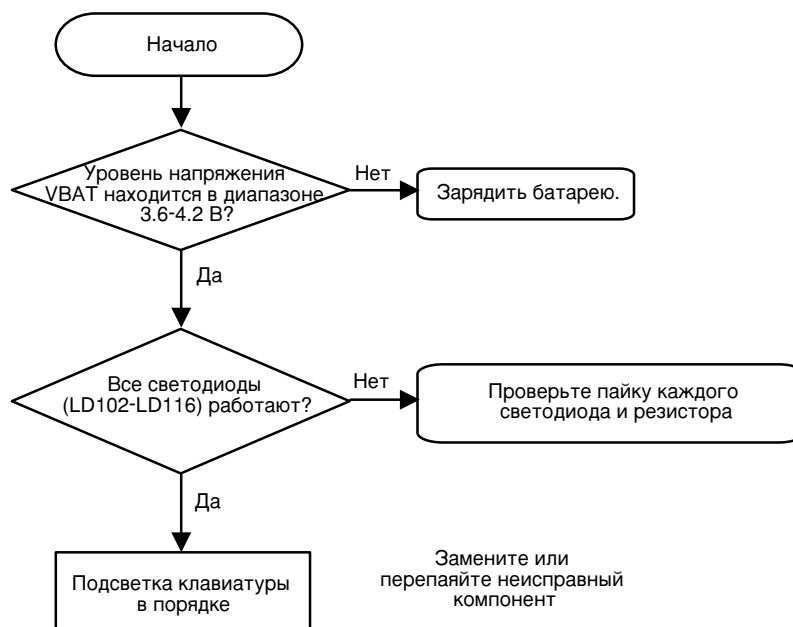 Начало
Уровень напряжения
VBAT находится в диапазоне
3.6-4.2 В?
Нет
Зарядить батарею.
Да
Все светодиоды
(LD102-LD116) работают?
Нет
Проверьте пайку каждого
светодиода и резистора
Да
Подсветка клавиатуры
в порядке
Замените или
перепаяйте неисправный
компонент